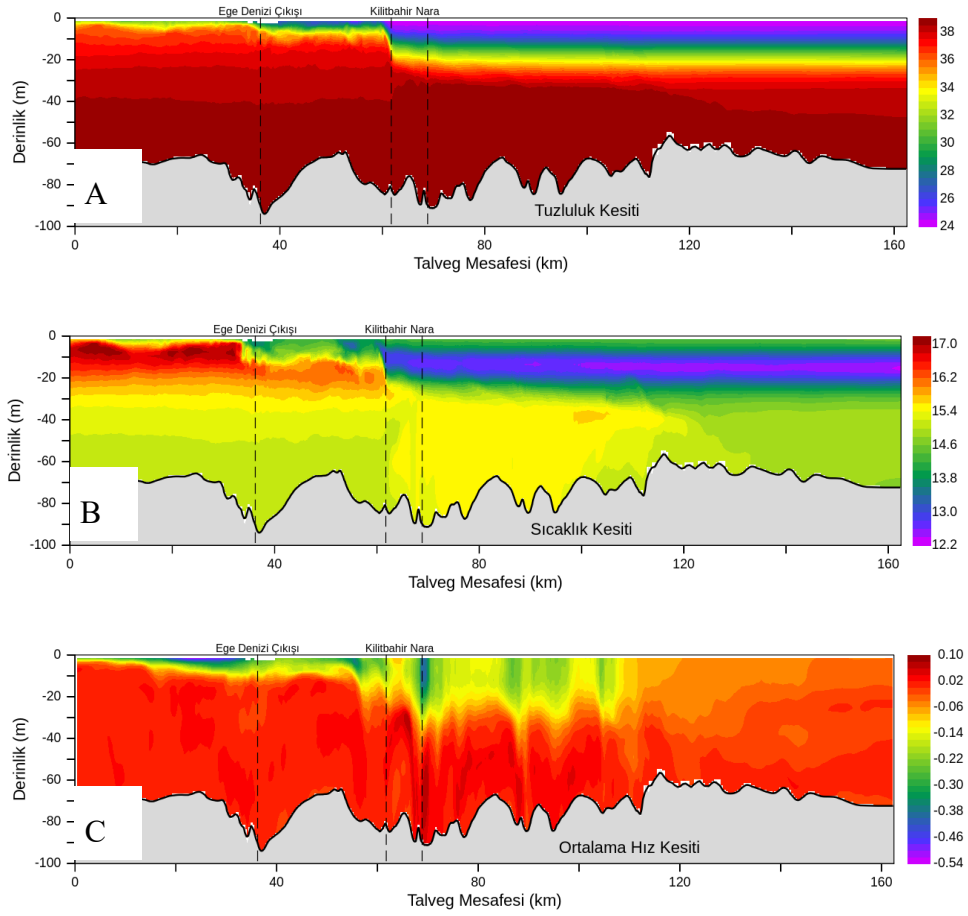 Ege Denizi Çıkışı Kilitbahir Nara
0
-20
-40
-60
-80
-100
Derinlik (m)
A
Tuzluluk Kesiti
0 40 80 120 160
Talveg Mesafesi (km)
38
36
34
32
30
28
26
24
Ege Denizi Çıkışı Kilitbahir Nara
0
-20
-40
-60
-80
-100
Derinlik (m)
B
Sıcaklık Kesiti
0 40 80 120 160
Talveg Mesafesi (km)
17.0
16.2
15.4
14.6
13.8
13.0
12.2
Ege Denizi Çıkışı Kilitbahir Nara
0
-20
-40
-60
-80
-100
Derinlik (m)
C
Ortalama Hız Kesiti
0 40 80 120 160
Talveg Mesafesi (km)
0.10
0.02
-0.06
-0.14
-0.22
-0.30
-0.38
-0.46
-0.54